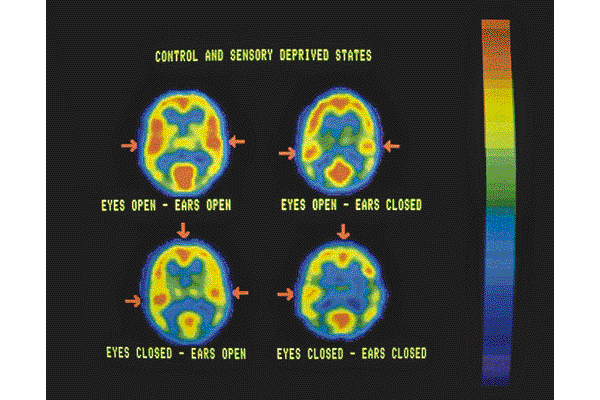 CONTROL AND SENSORY DEPRIVED STATES
EYES OPEN - EARS OPEN
EYES OPEN - EARS CLOSED
EYES CLOSED - EARS OPEN
EYES CLOSED - EARS CLOSED